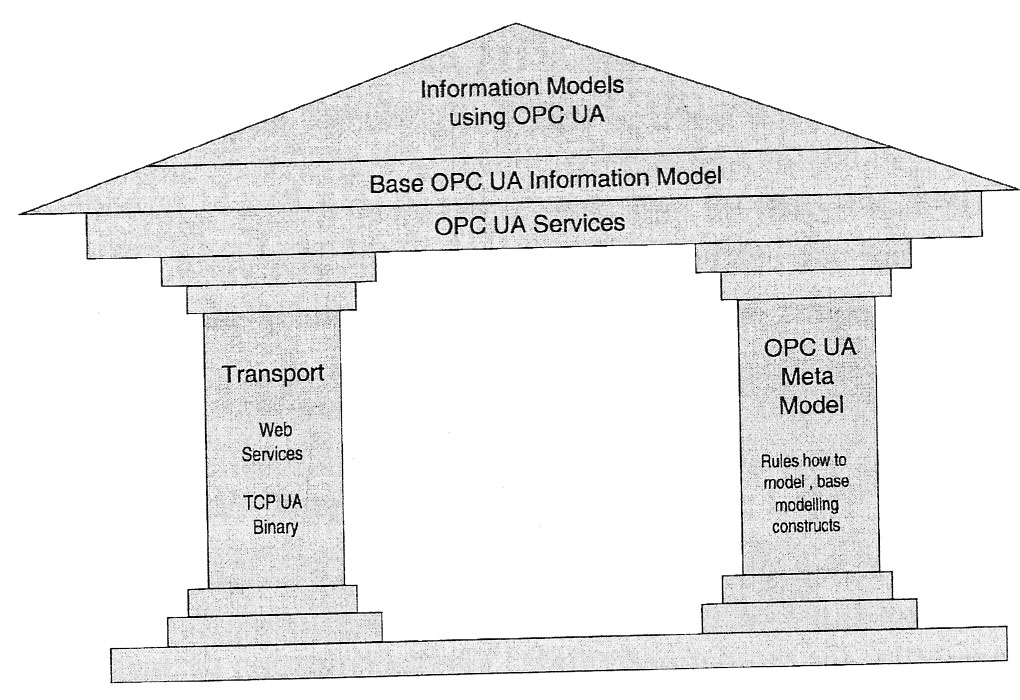 Information Models
using OPC UA
Base OPC UA Information Model
OPC UA Services
Transport
Web
Services
TCP UA
Binary
OPC UA
Meta
Model
Rules how to
model , base
modelling
constructs